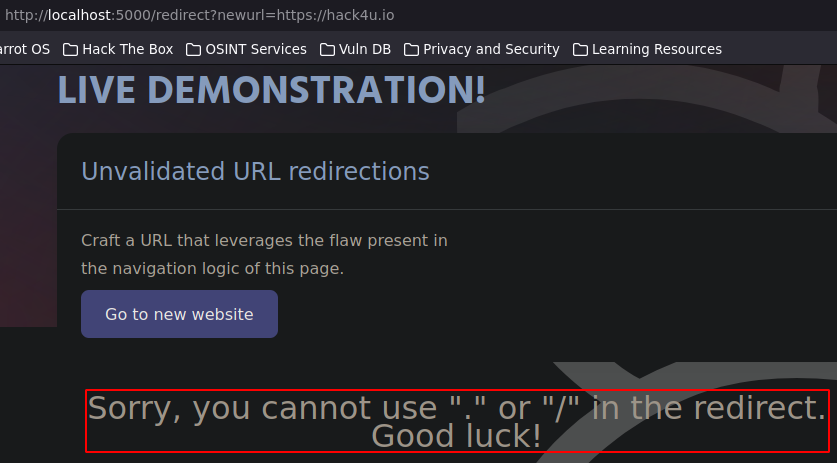 http://localhost:5000/redirect?newurl=https://hack4u.io
arrot OS Hack The Box OSINT Services Vuln DB Privacy and Security Learning Resources
LIVE DEMONSTRATION!
Unvalidated URL redirections
Craft a URL that leverages the flaw present in
the navigation logic of this page.
Go to new website
Sorry, you cannot use "." or "/" in the redirect.
Good luck!